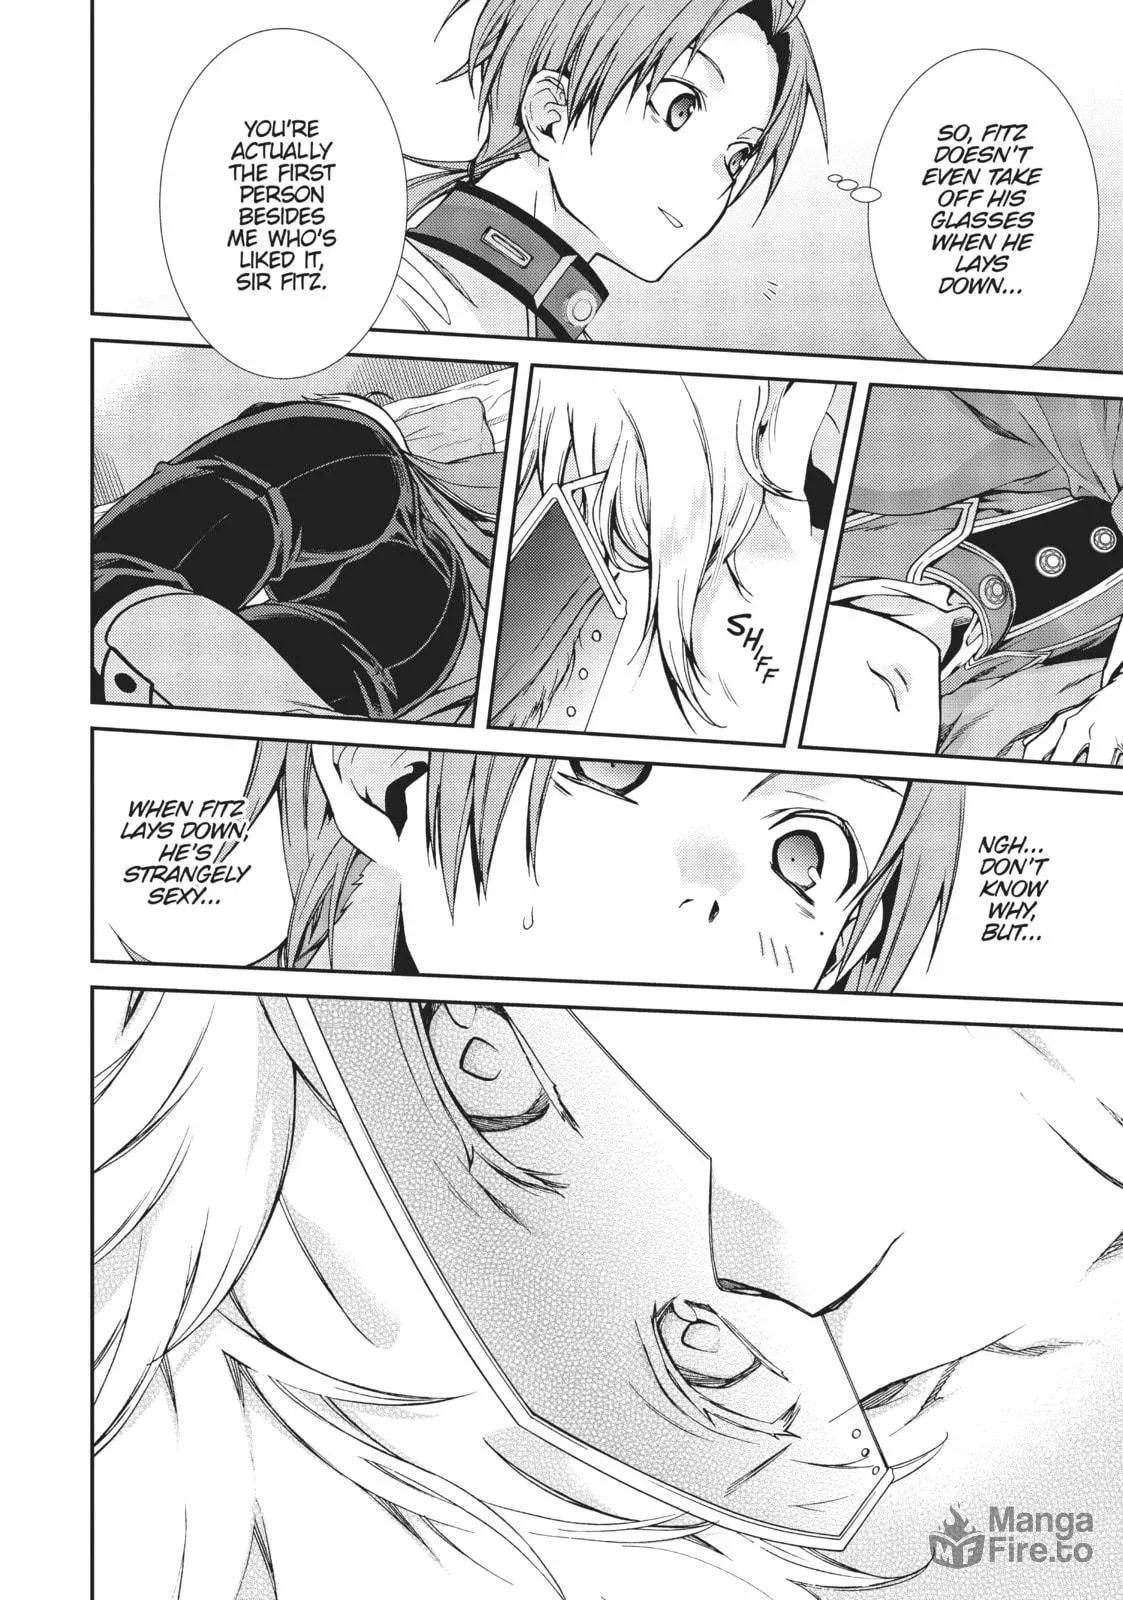 SO, FITZ
DOESN'T
EVEN TAKE
OFF HIS
GLASSES
WHEN HE
LAYS
DOWN...
YOU'RE
ACTUALLY
THE FIRST
PERSON
BESIDES
ME WHO'S
LIKED IT,
SIR FITZ.
SHIFF
NGH...
DON'T
KNOW
WHY,
BUT...
WHEN FITZ
LAYS DOWN,
HE'S
STRANGELY
SEXY...
Manga
MF Fire.to